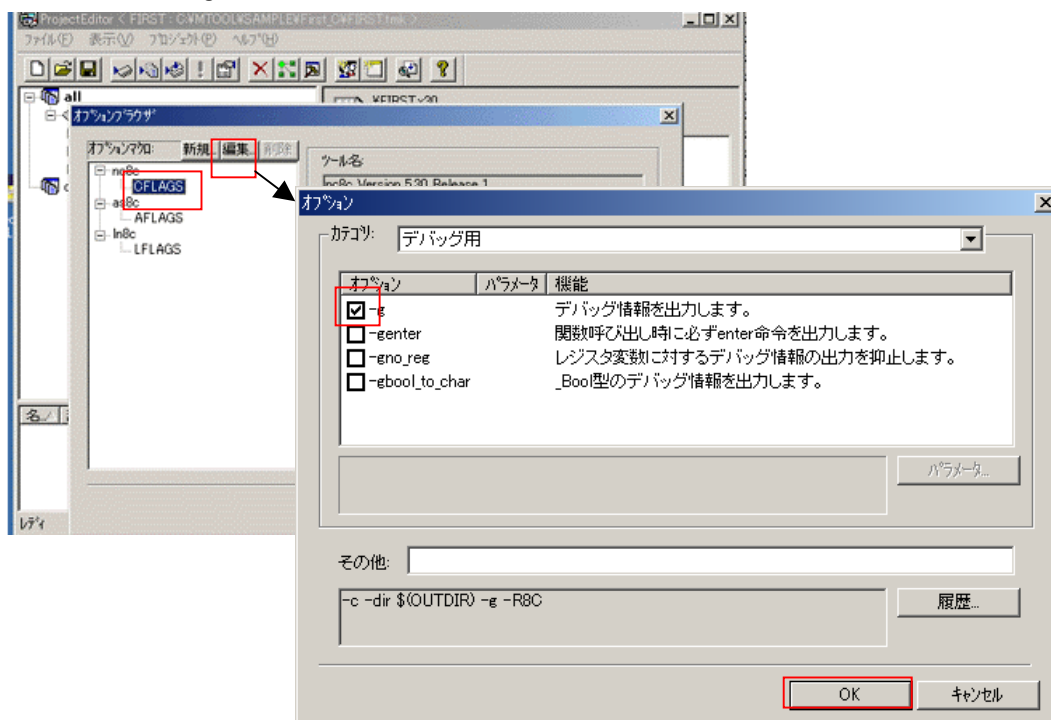 ProjectEditor < FIRST : C:¥MTOOL¥SAMPLE¥First_C¥FIRST.tmk >
ファイル(F) 表示(V) プロジェクト(P) ヘルプ(H)
all
¥FIRST.x30
オプションブラウザ
オプションマクロ: 新規... 編集... 削除
nc8c
CFLAGS
as8c
AFLAGS
ln8c
LFLAGS
ツール名:
nc8c Version 5.30 Release 1
名
レディ
オプション
カテゴリ: デバッグ用
オプション パラメータ 機能
-g デバッグ情報を出力します。
-genter 関数呼び出し時に必ずenter命令を出力します。
-gno_reg レジスタ変数に対するデバッグ情報の出力を抑止します。
-gbool_to_char _Bool型のデバッグ情報を出力します。
パラメータ...
その他:
-c -dir $(OUTDIR) -g -R8C
履歴...
OK キャンセル